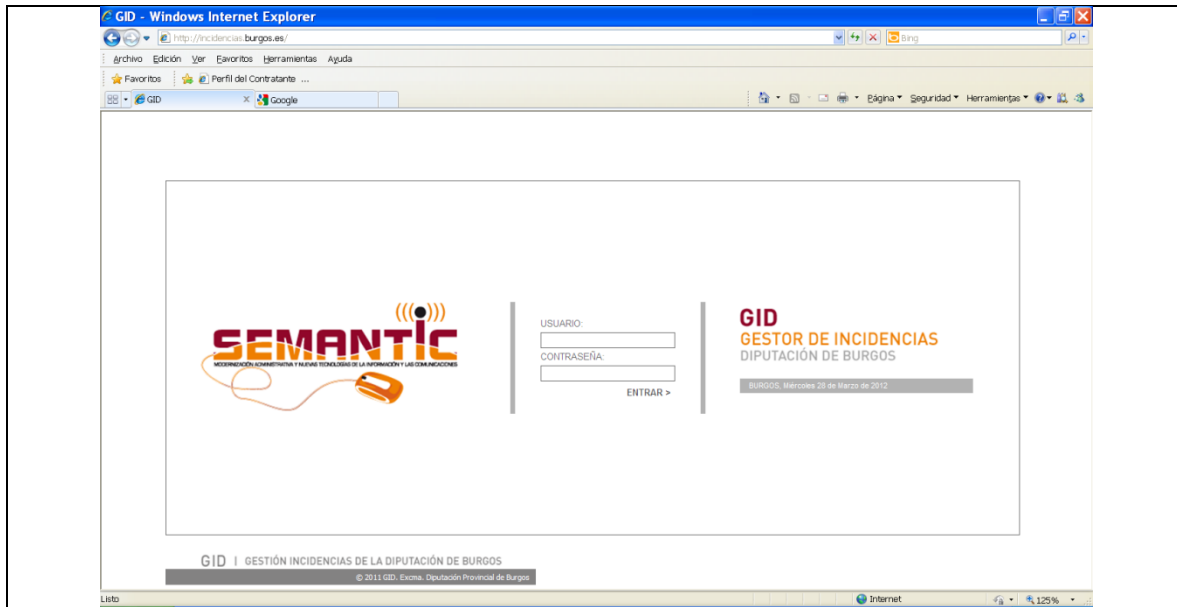 GID - Windows Internet Explorer
http://incidencias.burgos.es/
Bing
Archivo Edición Ver Favoritos Herramientas Ayuda
Favoritos Perfil del Contratante ...
GID Google Página Seguridad Herramientas
SEMANTIC
MODERNIZACIÓN ADMINISTRATIVA Y NUEVAS TECNOLOGÍAS DE LA INFORMACIÓN Y LAS COMUNICACIONES
USUARIO:
CONTRASEÑA:
ENTRAR >
GID
GESTOR DE INCIDENCIAS
DIPUTACIÓN DE BURGOS
BURGOS, Miércoles 28 de Marzo de 2012
GID | GESTIÓN INCIDENCIAS DE LA DIPUTACIÓN DE BURGOS
© 2011 GID. Excma. Diputación Provincial de Burgos
Listo Internet 125%